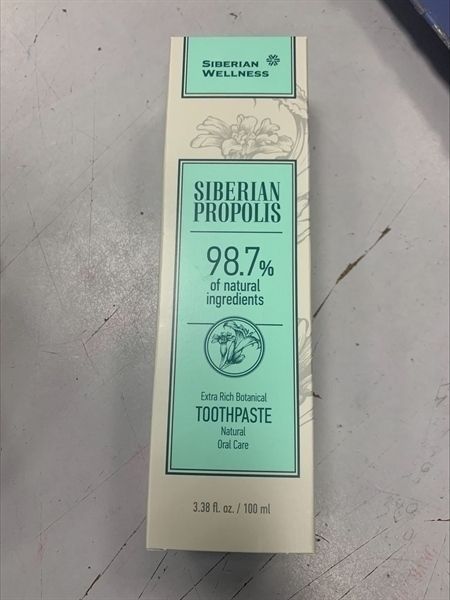 SIBERIAN
WELLNESS
SIBERIAN
PROPOLIS
98.7%
of natural
ingredients
Extra Rich Botanical
TOOTHPASTE
Natural
Oral Care
3.38 fl. oz. / 100 ml